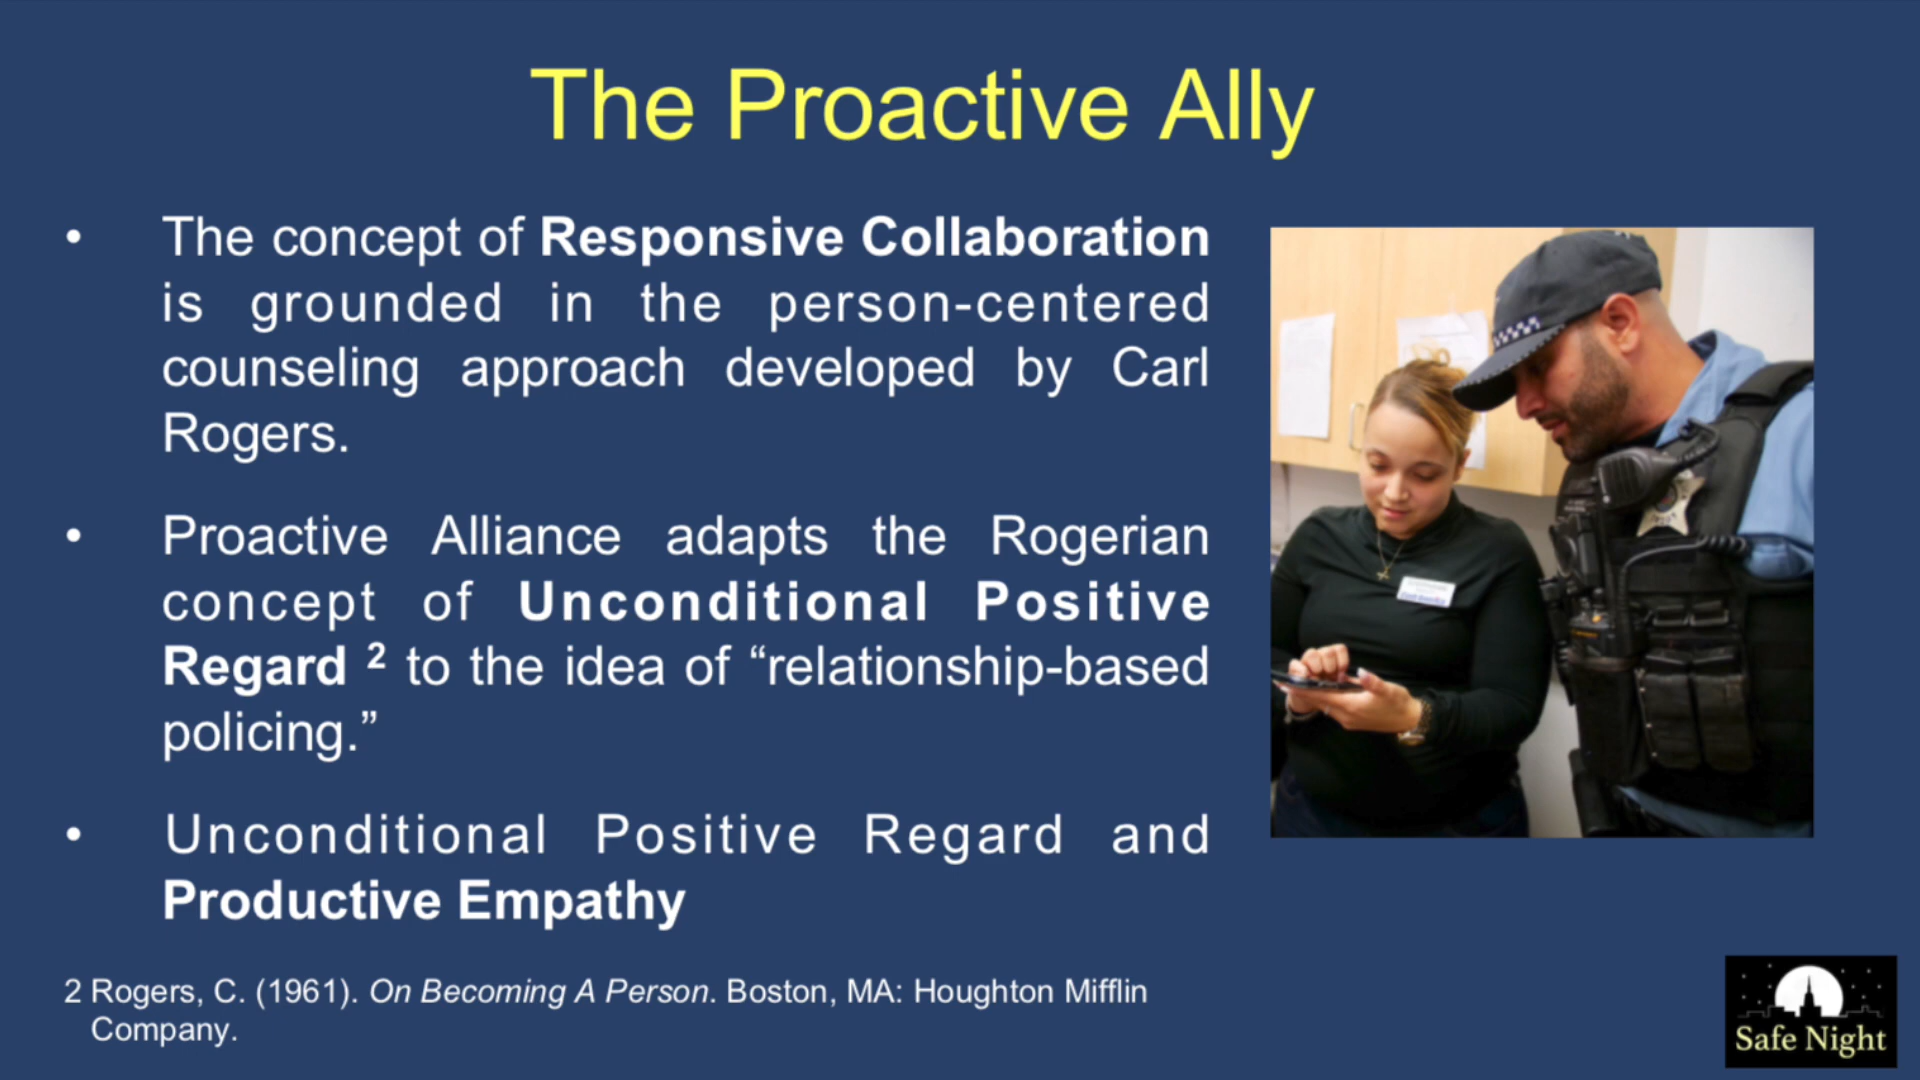 The Proactive Ally
• The concept of Responsive Collaboration
is grounded in the person-centered
counseling approach developed by Carl
Rogers.
• Proactive Alliance adapts the Rogerian
concept of Unconditional Positive
Regard ² to the idea of “relationship-based
policing.”
• Unconditional Positive Regard and
Productive Empathy
2 Rogers, C. (1961). On Becoming A Person. Boston, MA: Houghton Mifflin
Company.
Safe Night